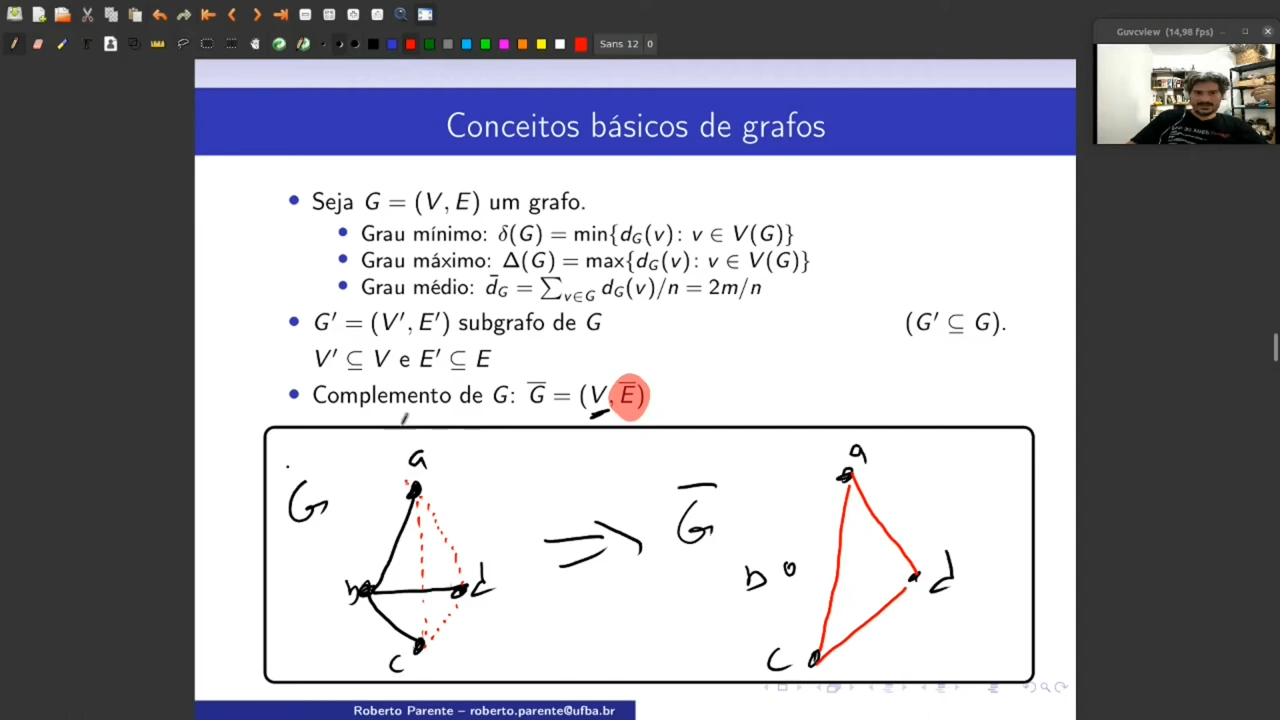 Sans 12 0
Guvcview (14,98 fps)
Conceitos básicos de grafos
Seja G = (V, E) um grafo.
Grau mínimo: δ(G) = min{d_G(v): v ∈ V(G)}
Grau máximo: Δ(G) = max{d_G(v): v ∈ V(G)}
Grau médio: d̄_G = ∑_{v∈G} d_G(v)/n = 2m/n
G′ = (V′, E′) subgrafo de G (G′ ⊆ G).
V′ ⊆ V e E′ ⊆ E
Complemento de G: G̅ = (V, E̅)
G a b c d ⇒ G̅ a b c d
Roberto Parente – roberto.parente@ufba.br